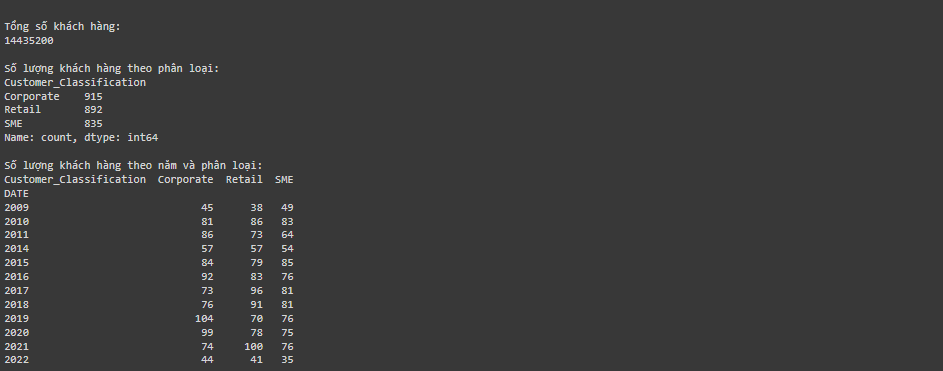 Tổng số khách hàng:
14435200
Số lượng khách hàng theo phân loại:
Customer_Classification
Corporate    915
Retail       892
SME          835
Name: count, dtype: int64
Số lượng khách hàng theo năm và phân loại:
Customer_Classification  Corporate  Retail  SME
DATE
2009                            45      38   49
2010                            81      86   83
2011                            86      73   64
2014                            57      57   54
2015                            84      79   85
2016                            92      83   76
2017                            73      96   81
2018                            76      91   81
2019                           104      70   76
2020                            99      78   75
2021                            74     100   76
2022                            44      41   35